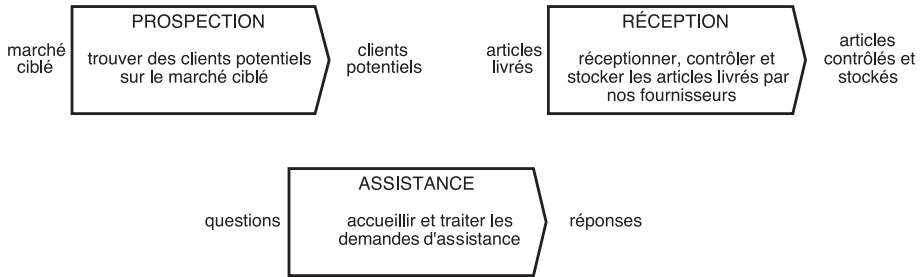 PROSPECTION
marché
ciblé
trouver des clients potentiels
sur le marché ciblé
clients
potentiels
RÉCEPTION
articles
livrés
réceptionner, contrôler et
stocker les articles livrés par
nos fournisseurs
articles
contrôlés et
stockés
ASSISTANCE
questions
accueillir et traiter les
demandes d'assistance
réponses